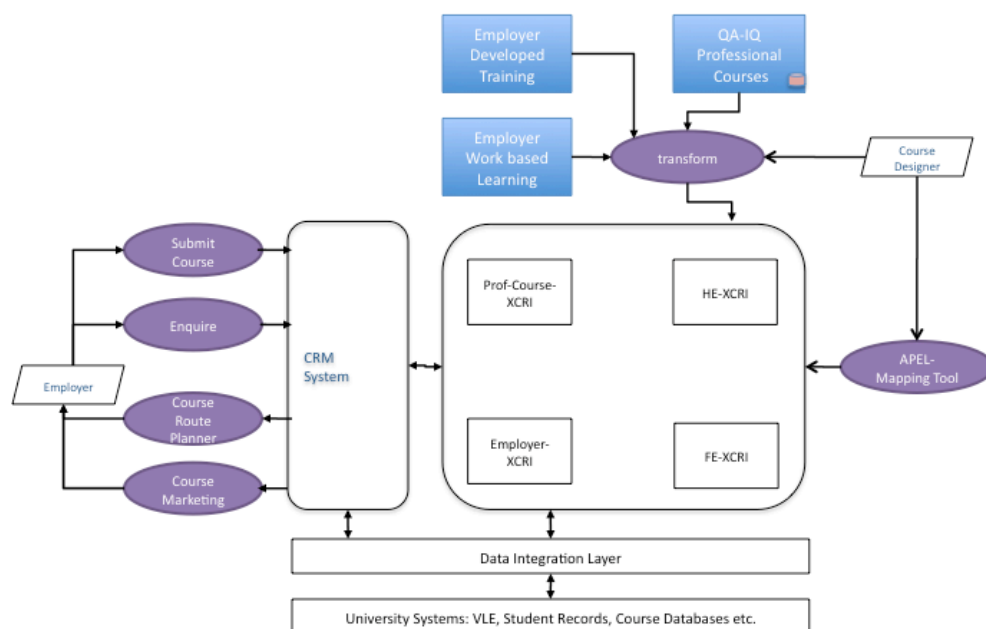 Employer
Developed
Training
QA-IQ
Professional
Courses
Employer
Work based
Learning
transform
Course
Designer
Submit
Course
Enquire
Employer
Course
Route
Planner
Course
Marketing
CRM
System
Prof-Course-
XCRI
HE-XCRI
Employer-
XCRI
FE-XCRI
APEL-
Mapping Tool
Data Integration Layer
University Systems: VLE, Student Records, Course Databases etc.